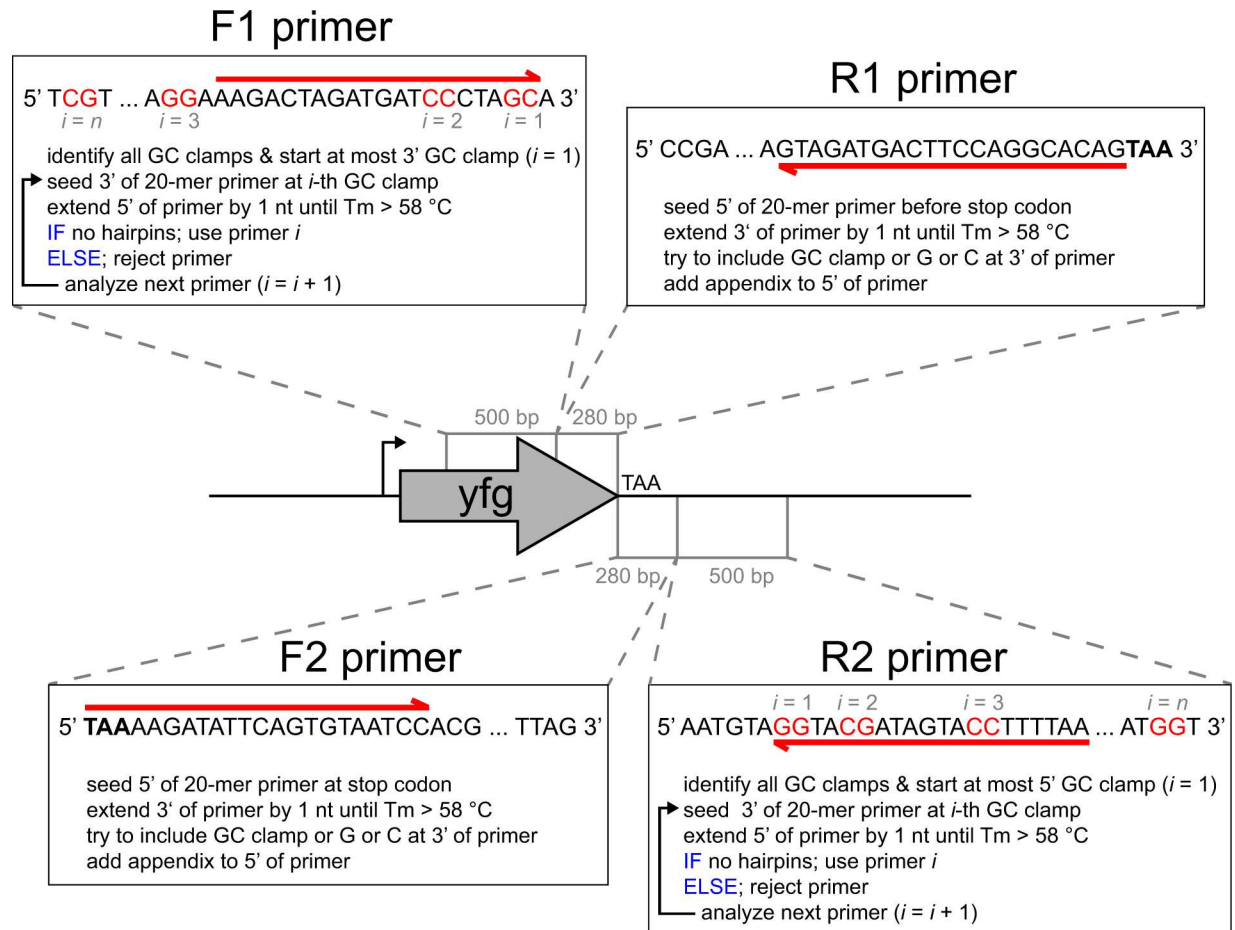 F1 primer
5' TCGT ... AGGAAAGACTAGATGATCCCTAGCA 3'
i = n i = 3 i = 2 i = 1
identify all GC clamps & start at most 3' GC clamp (i = 1)
seed 3' of 20-mer primer at i-th GC clamp
extend 5' of primer by 1 nt until Tm > 58 °C
IF no hairpins; use primer i
ELSE; reject primer
analyze next primer (i = i + 1)
R1 primer
5' CCGA ... AGTAGATGACTTCCAGGCACAGTAA 3'
seed 5' of 20-mer primer before stop codon
extend 3' of primer by 1 nt until Tm > 58 °C
try to include GC clamp or G or C at 3' of primer
add appendix to 5' of primer
500 bp 280 bp
yfg
TAA
280 bp
500 bp
F2 primer
5' TAAAAGATATTCAGTGTAATCCACG ... TTAG 3'
seed 5' of 20-mer primer at stop codon
extend 3' of primer by 1 nt until Tm > 58 °C
try to include GC clamp or G or C at 3' of primer
add appendix to 5' of primer
R2 primer
i = 1 i = 2 i = 3 i = n
5' AATGTAGGTACGATAGTACCTTTTAA ... ATGGT 3'
identify all GC clamps & start at most 5' GC clamp (i = 1)
seed 3' of 20-mer primer at i-th GC clamp
extend 5' of primer by 1 nt until Tm > 58 °C
IF no hairpins; use primer i
ELSE; reject primer
analyze next primer (i = i + 1)